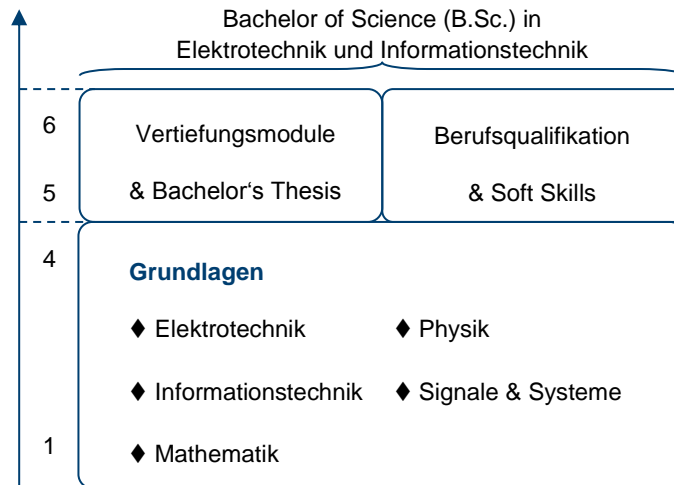 Bachelor of Science (B.Sc.) in
Elektrotechnik und Informationstechnik
6
Vertiefungsmodule
Berufsqualifikation
5
& Bachelor‘s Thesis
& Soft Skills
4
Grundlagen
♦ Elektrotechnik
♦ Physik
♦ Informationstechnik
♦ Signale & Systeme
1
♦ Mathematik